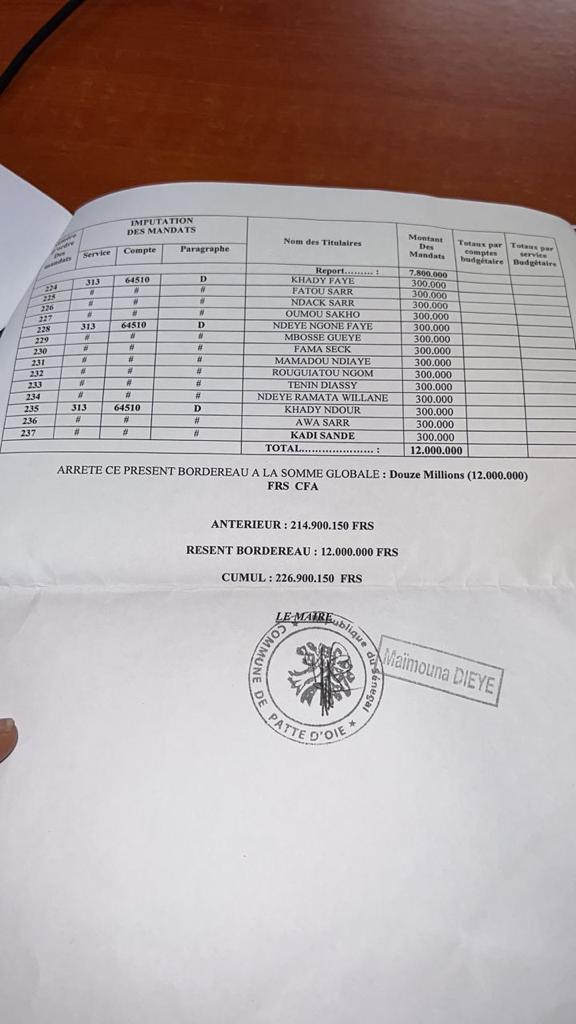 Numéro
d'ordre
Des
mandats
IMPUTATION
DES MANDATS
Service
Compte
Paragraphe
Nom des Titulaires
Montant
Des
Mandats
Totaux par
comptes
budgétaire
Totaux par
service
Budgétaire
Report......... : 7.800.000
224 313 64510 D KHADY FAYE 300.000
225 # # # FATOU SARR 300.000
226 # # # NDACK SARR 300.000
227 # # # OUMOU SAKHO 300.000
228 313 64510 D NDEYE NGONE FAYE 300.000
229 # # # MBOSSE GUEYE 300.000
230 # # # FAMA SECK 300.000
231 # # # MAMADOU NDIAYE 300.000
232 # # # ROUGUIATOU NGOM 300.000
233 # # # TENIN DIASSY 300.000
234 # # # NDEYE RAMATA WILLANE 300.000
235 313 64510 D KHADY NDOUR 300.000
236 # # # AWA SARR 300.000
237 # # # KADI SANDE 300.000
TOTAL..................... : 12.000.000
ARRETE CE PRESENT BORDEREAU A LA SOMME GLOBALE : Douze Millions (12.000.000)
FRS CFA
ANTERIEUR : 214.900.150 FRS
RESENT BORDEREAU : 12.000.000 FRS
CUMUL : 226.900.150 FRS
LE MAIRE
République du Sénégal
COMMUNE DE PATTE D'OIE
Maïmouna DIEYE